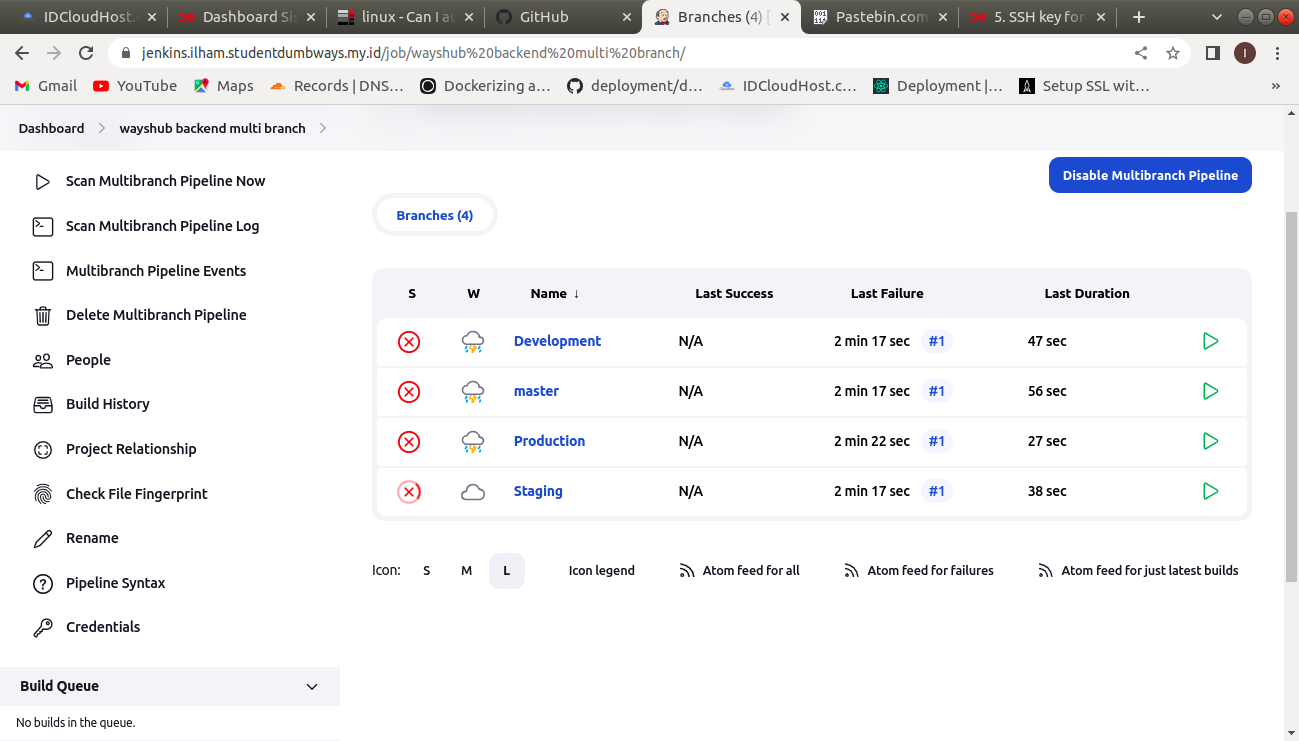 IDCloudHost.
Dashboard Sis
linux - Can I au
GitHub
Branches (4) [
Pastebin.com
5. SSH key for
jenkins.ilham.studentdumbways.my.id/job/wayshub%20backend%20multi%20branch/
I
Gmail
YouTube
Maps
Records | DNS...
Dockerizing a...
deployment/d...
IDCloudHost.c...
Deployment |...
Setup SSL wit...
»
Dashboard
wayshub backend multi branch
Scan Multibranch Pipeline Now
Scan Multibranch Pipeline Log
Multibranch Pipeline Events
Delete Multibranch Pipeline
People
Build History
Project Relationship
Check File Fingerprint
Rename
Pipeline Syntax
Credentials
Build Queue
No builds in the queue.
Disable Multibranch Pipeline
Branches (4)
S W Name ↓ Last Success Last Failure Last Duration
Development N/A 2 min 17 sec #1 47 sec
master N/A 2 min 17 sec #1 56 sec
Production N/A 2 min 22 sec #1 27 sec
Staging N/A 2 min 17 sec #1 38 sec
Icon: S M L Icon legend Atom feed for all Atom feed for failures Atom feed for just latest builds